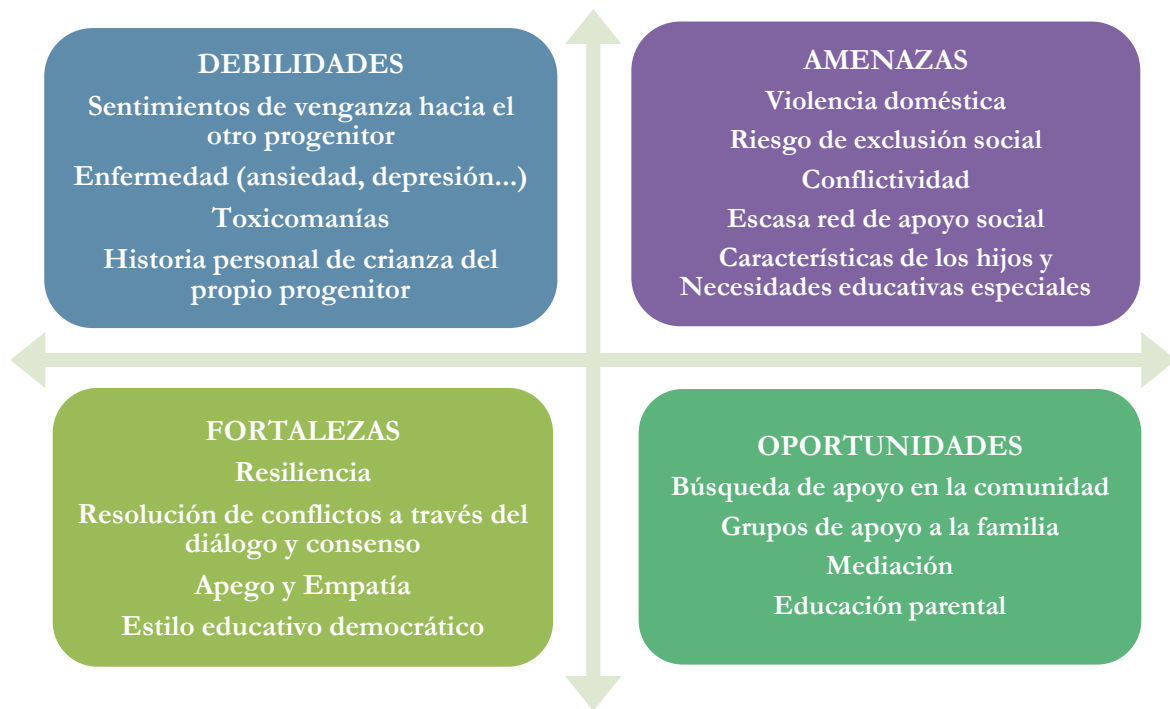 DEBILIDADES
Sentimientos de venganza hacia el
otro progenitor
Enfermedad (ansiedad, depresión...)
Toxicomanías
Historia personal de crianza del
propio progenitor
AMENAZAS
Violencia doméstica
Riesgo de exclusión social
Conflictividad
Escasa red de apoyo social
Características de los hijos y
Necesidades educativas especiales
FORTALEZAS
Resiliencia
Resolución de conflictos a través del
diálogo y consenso
Apego y Empatía
Estilo educativo democrático
OPORTUNIDADES
Búsqueda de apoyo en la comunidad
Grupos de apoyo a la familia
Mediación
Educación parental